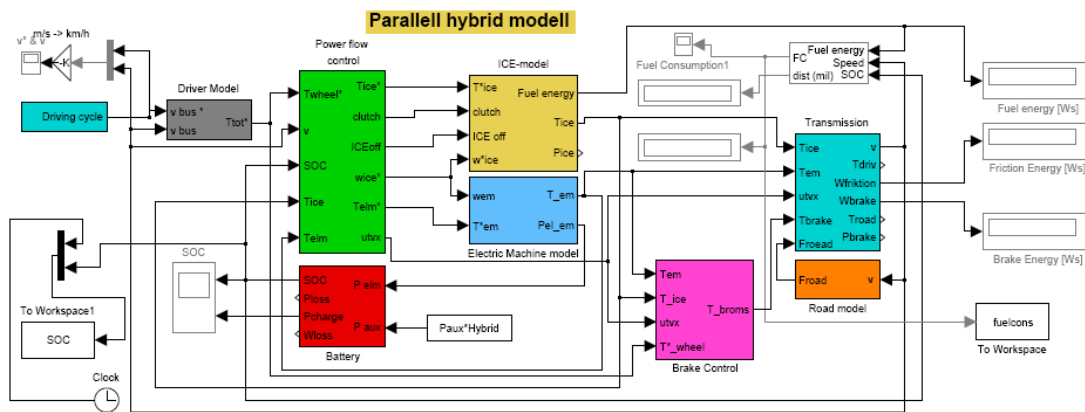 Parallell hybrid modell
m/s -> km/h
v* & v
-K-
Driving cycle
Driver Model
v bus *
v bus
Ttot*
Power flow
control
Twheel*
v
SOC
Tice
Telm
Tice*
clutch
ICEoff
wice*
Telm*
utvx
ICE-model
T*ice
clutch
ICE off
w*ice
Fuel energy
Tice
Pice
wem
T*em
T_em
Pel_em
Electric Machine model
SOC
Ploss
Pcharge
Wloss
P elm
P aux
Battery
Paux*Hybrid
SOC
To Workspace1
SOC
Clock
Tem
T_ice
utvx
T*_wheel
T_broms
Brake Control
Fuel Consumption1
FC
dist (mil)
Fuel energy
Speed
SOC
Transmission
Tice
Tem
utvx
Tbrake
Froead
v
Tdriv
Wfriktion
Wbrake
Troad
Pbrake
Froad
v
Road model
Fuel energy [Ws]
Friction Energy [Ws]
Brake Energy [Ws]
fuelcons
To Workspace